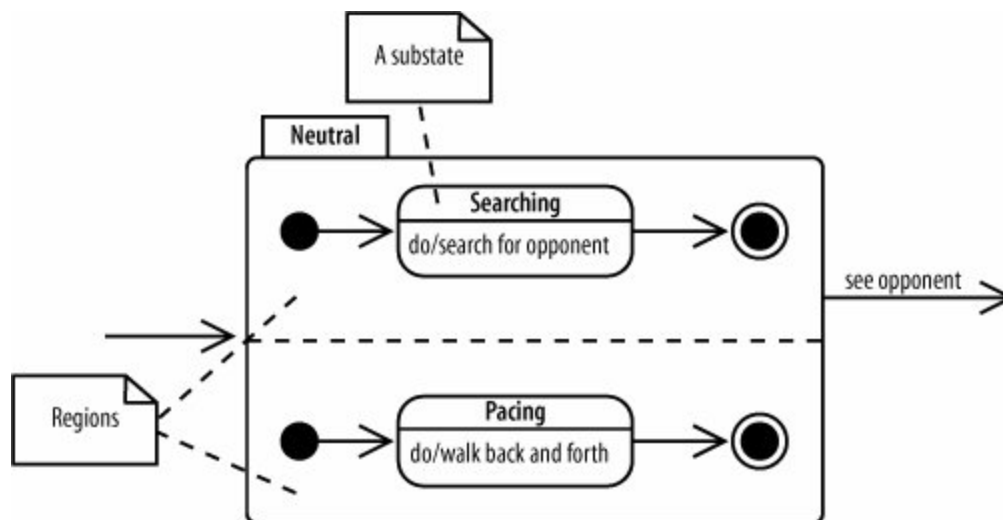 A substate
Neutral
Searching
do/search for opponent
see opponent
Regions
Pacing
do/walk back and forth